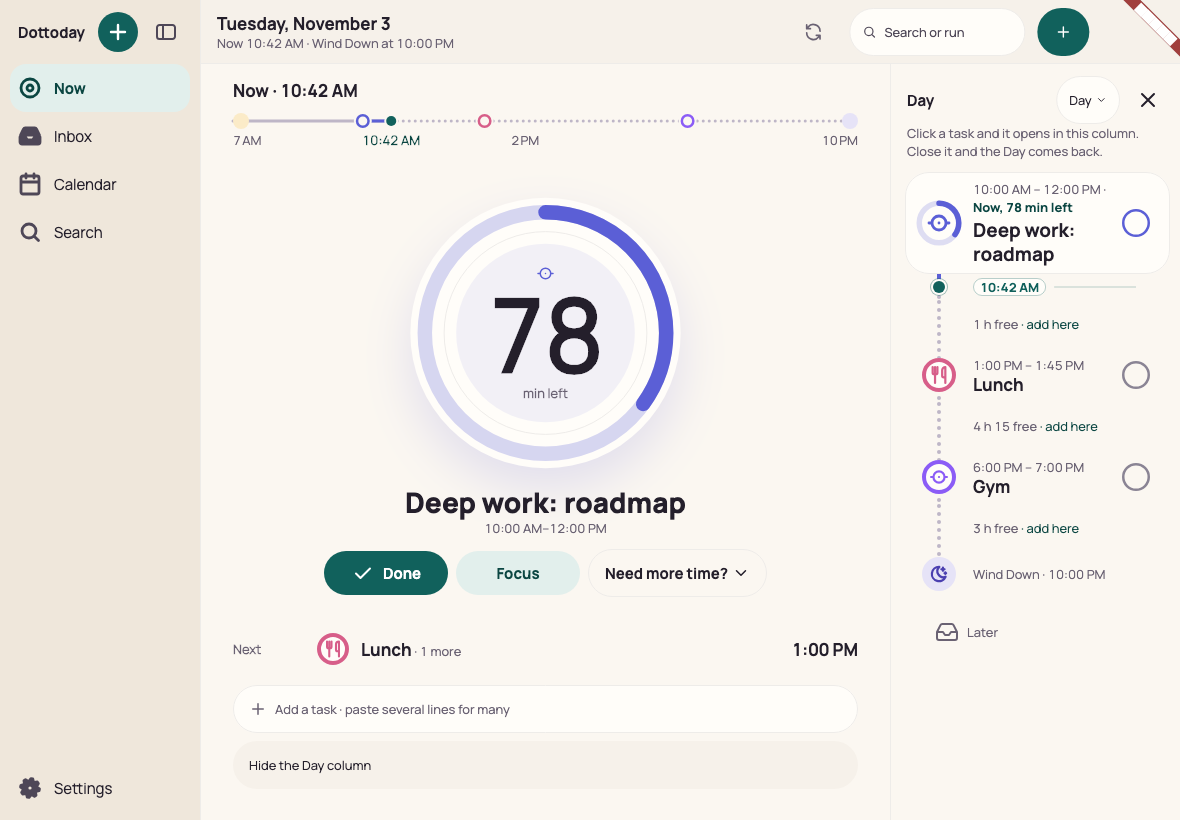 Dottoday
Now
Inbox
Calendar
Search
Settings
Tuesday, November 3
Now 10:42 AM · Wind Down at 10:00 PM
Search or run
Now · 10:42 AM
7 AM
10:42 AM
2 PM
10 PM
78
min left
Deep work: roadmap
10:00 AM–12:00 PM
Done
Focus
Need more time?
Next
Lunch · 1 more
1:00 PM
Add a task · paste several lines for many
Hide the Day column
Day
Day
Click a task and it opens in this column.
Close it and the Day comes back.
10:00 AM – 12:00 PM ·
Now, 78 min left
Deep work:
roadmap
10:42 AM
1 h free · add here
1:00 PM – 1:45 PM
Lunch
4 h 15 free · add here
6:00 PM – 7:00 PM
Gym
3 h free · add here
Wind Down · 10:00 PM
Later